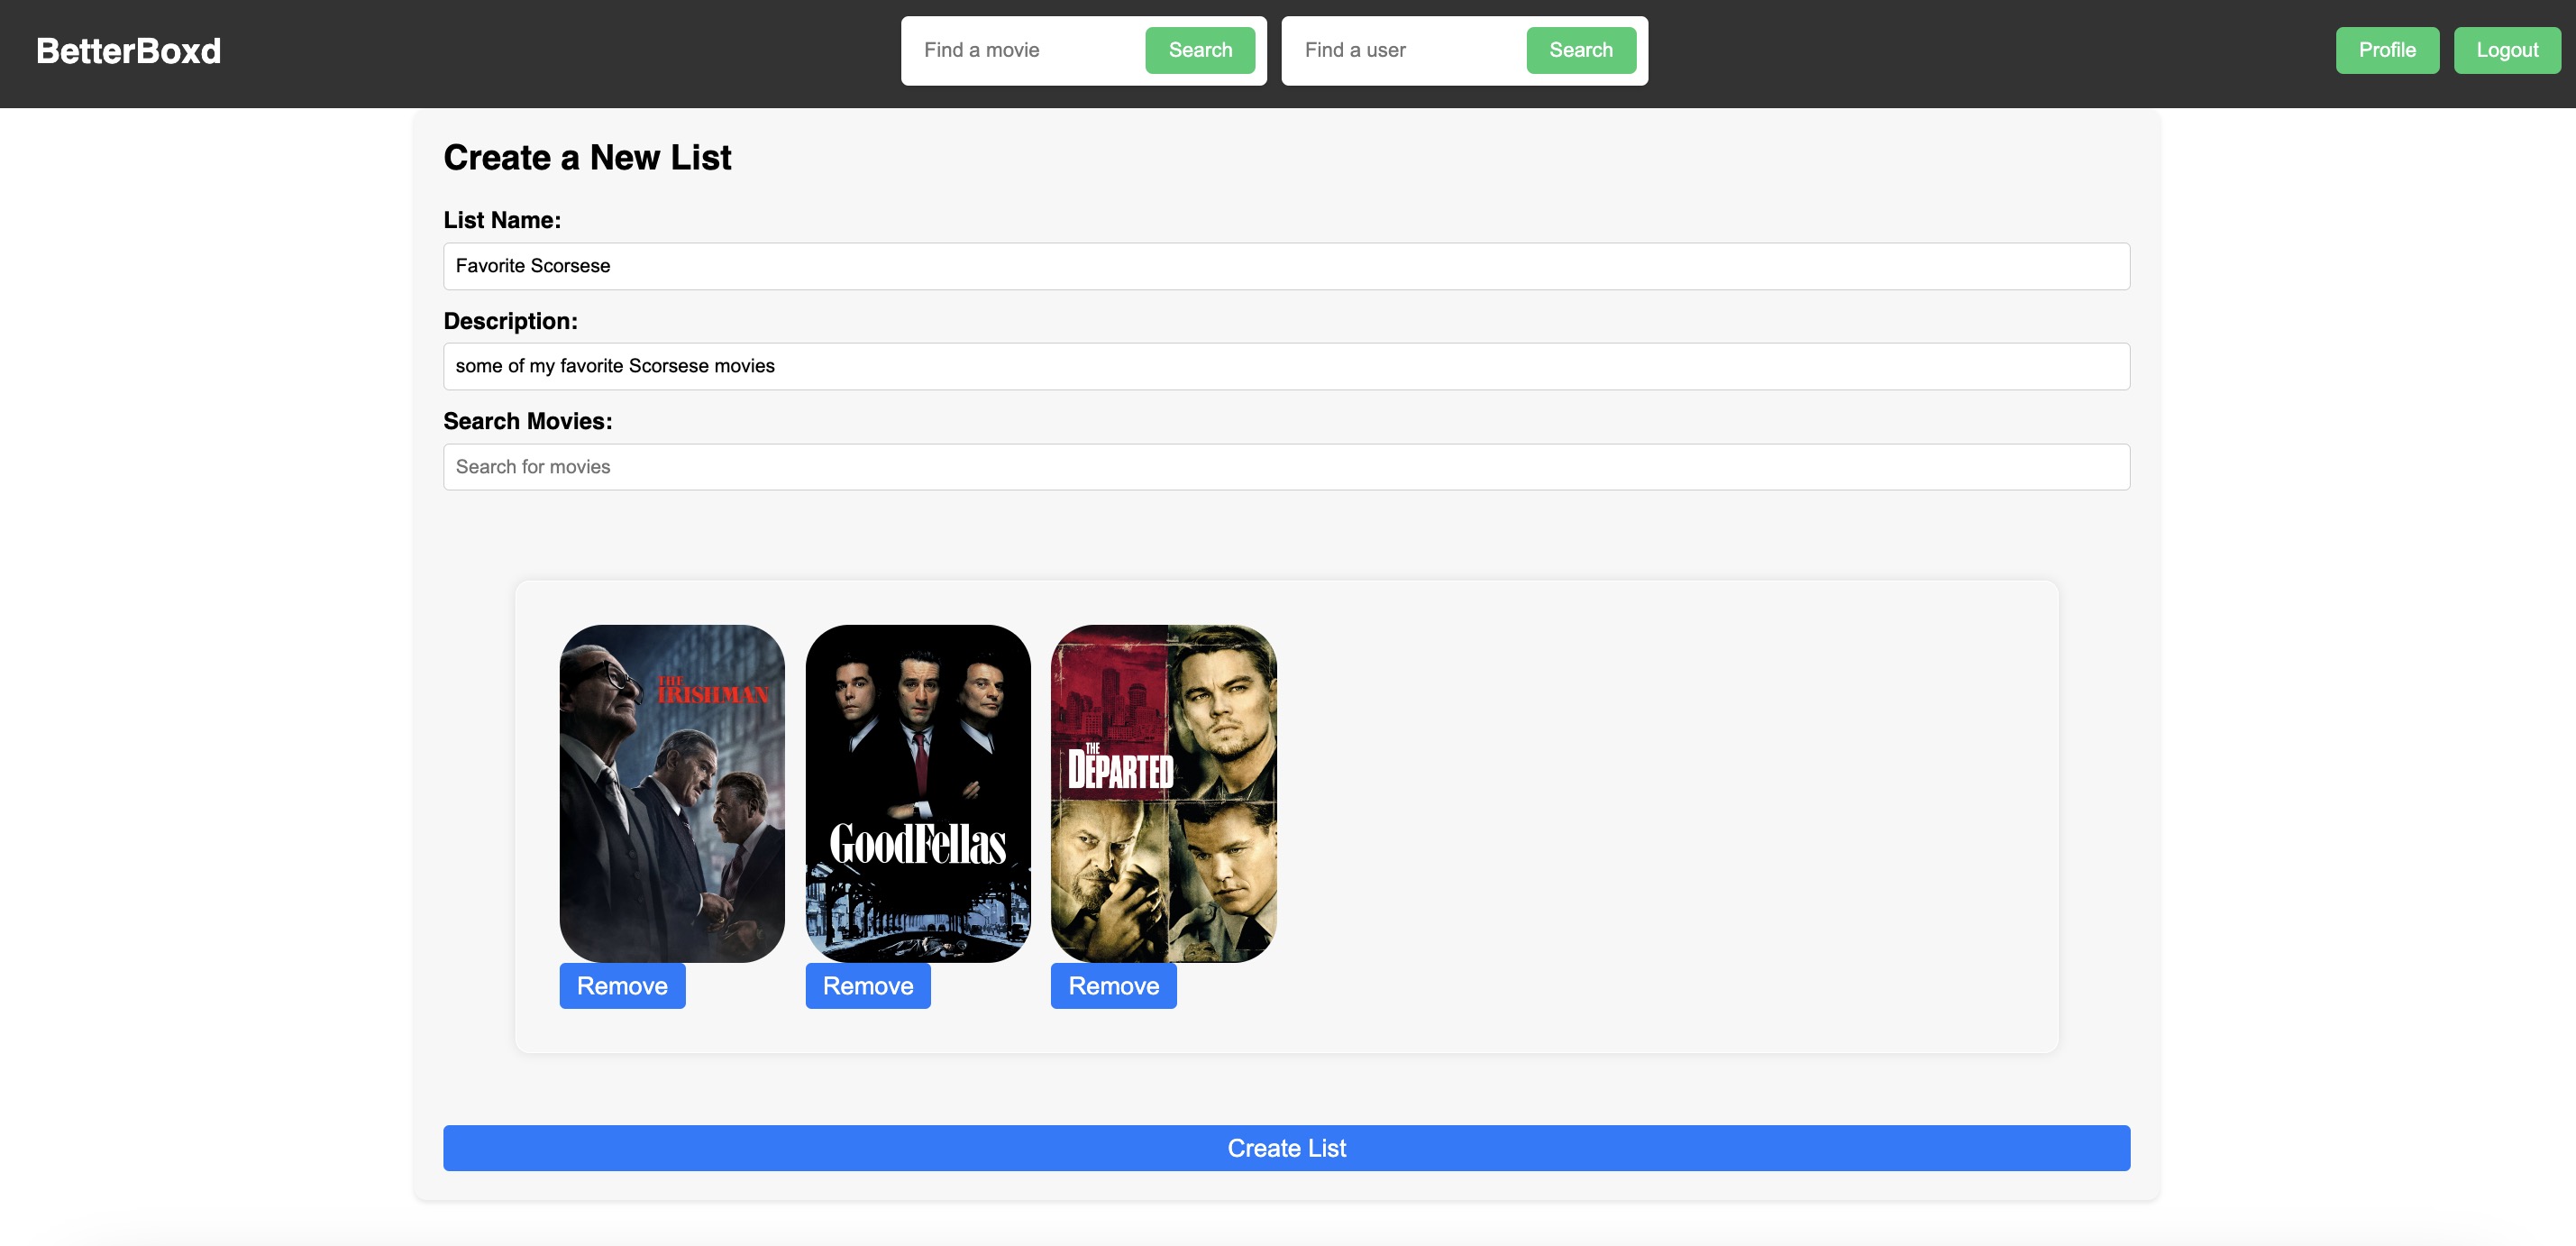 BetterBoxd
Find a movie
Search
Find a user
Search
Profile
Logout
Create a New List
List Name:
Favorite Scorsese
Description:
some of my favorite Scorsese movies
Search Movies:
Search for movies
THE
IRISHMAN
GoodFellas
THE
DEPARTED
Remove
Remove
Remove
Create List